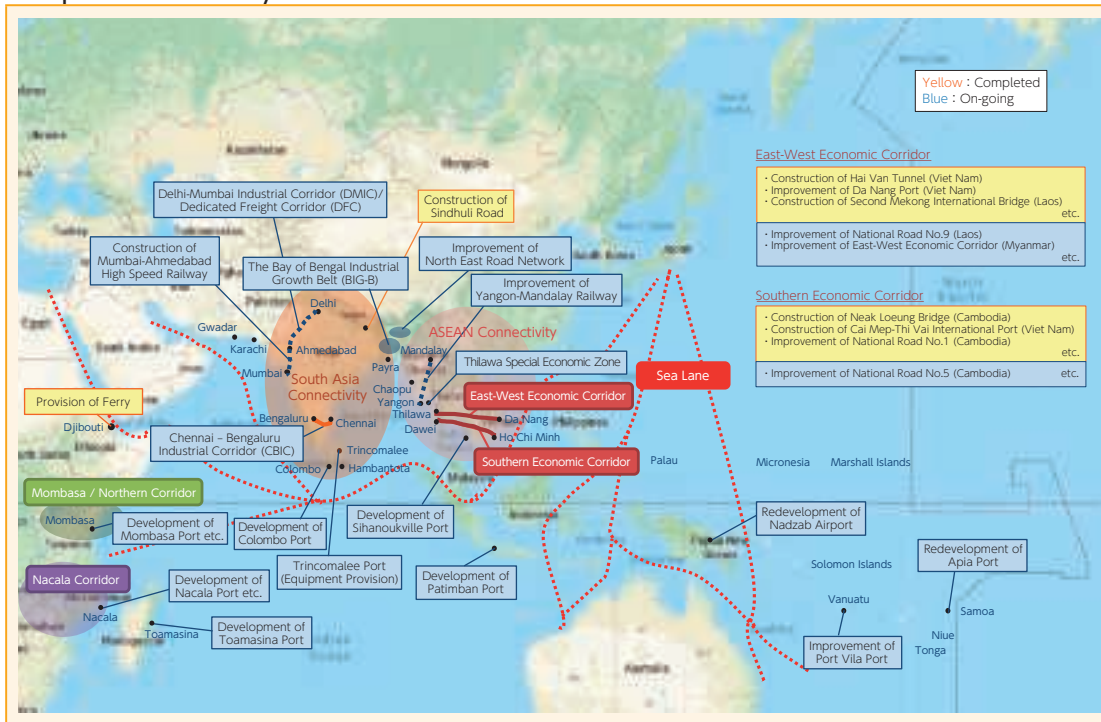 Yellow : Completed
Blue : On-going
East-West Economic Corridor
・Construction of Hai Van Tunnel (Viet Nam)
・Improvement of Da Nang Port (Viet Nam)
・Construction of Second Mekong International Bridge (Laos)
etc.
・Improvement of National Road No.9 (Laos)
・Improvement of East-West Economic Corridor (Myanmar)
etc.
Southern Economic Corridor
・Construction of Neak Loeung Bridge (Cambodia)
・Construction of Cai Mep-Thi Vai International Port (Viet Nam)
・Improvement of National Road No.1 (Cambodia)
etc.
・Improvement of National Road No.5 (Cambodia) etc.
Delhi-Mumbai Industrial Corridor (DMIC)/
Dedicated Freight Corridor (DFC)
Construction of
Sindhuli Road
Construction of
Mumbai-Ahmedabad
High Speed Railway
The Bay of Bengal Industrial
Growth Belt (BIG-B)
Improvement of
North East Road Network
Improvement of
Yangon-Mandalay Railway
Delhi
ASEAN Connectivity
Gwadar
Karachi
Ahmedabad
Mumbai
Payra
Mandalay
Thilawa Special Economic Zone
South Asia
Connectivity
Chaopu
Yangon
Thilawa
Dawei
Sea Lane
East-West Economic Corridor
Provision of Ferry
Djibouti
Bengaluru
Chennai
Da Nang
Ho Chi Minh
Chennai – Bengaluru
Industrial Corridor (CBIC)
Southern Economic Corridor
Trincomalee
Colombo
Hambantota
Palau
Micronesia
Marshall Islands
Mombasa / Northern Corridor
Mombasa
Development of
Mombasa Port etc.
Development of
Colombo Port
Development of
Sihanoukville Port
Redevelopment of
Nadzab Airport
Trincomalee Port
(Equipment Provision)
Development of
Patimban Port
Redevelopment of
Apia Port
Solomon Islands
Nacala Corridor
Development of
Nacala Port etc.
Nacala
Toamasina
Development of
Toamasina Port
Vanuatu
Samoa
Improvement of
Port Vila Port
Niue
Tonga